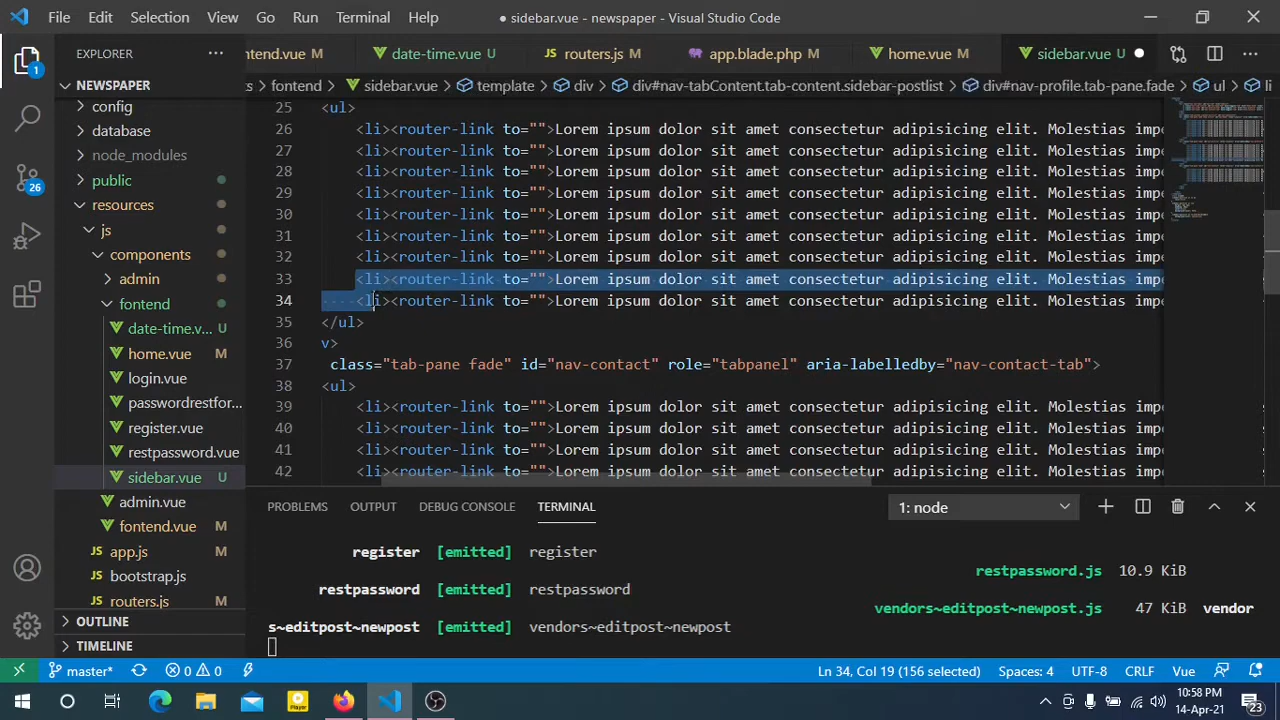 File Edit Selection View Go Run Terminal Help
● sidebar.vue - newspaper - Visual Studio Code
EXPLORER ···
ntend.vue M date-time.vue U routers.js M app.blade.php M home.vue M sidebar.vue U ●
1
NEWSPAPER
s > fontend > sidebar.vue > template > div > div#nav-tabContent.tab-content.sidebar-postlist > div#nav-profile.tab-pane.fade > ul > li
config
database
node_modules
public
resources
js
components
admin
fontend
date-time.v... U
home.vue M
login.vue
passwordrestfor...
register.vue
restpassword.vue
sidebar.vue U
admin.vue
fontend.vue M
app.js M
bootstrap.js
routers.js M
OUTLINE
TIMELINE
26
25 <ul>
26 <li><router-link to="">Lorem ipsum dolor sit amet consectetur adipisicing elit. Molestias impe
27 <li><router-link to="">Lorem ipsum dolor sit amet consectetur adipisicing elit. Molestias impe
28 <li><router-link to="">Lorem ipsum dolor sit amet consectetur adipisicing elit. Molestias impe
29 <li><router-link to="">Lorem ipsum dolor sit amet consectetur adipisicing elit. Molestias impe
30 <li><router-link to="">Lorem ipsum dolor sit amet consectetur adipisicing elit. Molestias impe
31 <li><router-link to="">Lorem ipsum dolor sit amet consectetur adipisicing elit. Molestias impe
32 <li><router-link to="">Lorem ipsum dolor sit amet consectetur adipisicing elit. Molestias impe
33 <li><router-link to="">Lorem ipsum dolor sit amet consectetur adipisicing elit. Molestias impe
34 <li><router-link to="">Lorem ipsum dolor sit amet consectetur adipisicing elit. Molestias impe
35 </ul>
36 v>
37 class="tab-pane fade" id="nav-contact" role="tabpanel" aria-labelledby="nav-contact-tab">
38 <ul>
39 <li><router-link to="">Lorem ipsum dolor sit amet consectetur adipisicing elit. Molestias impe
40 <li><router-link to="">Lorem ipsum dolor sit amet consectetur adipisicing elit. Molestias impe
41 <li><router-link to="">Lorem ipsum dolor sit amet consectetur adipisicing elit. Molestias impe
42 <li><router-link to="">Lorem ipsum dolor sit amet consectetur adipisicing elit. Molestias impe
PROBLEMS OUTPUT DEBUG CONSOLE TERMINAL 1: node
register [emitted] register
restpassword.js 10.9 KiB
restpassword [emitted] restpassword
vendors~editpost~newpost.js 47 KiB vendor
s~editpost~newpost [emitted] vendors~editpost~newpost
master* 0 0 Ln 34, Col 19 (156 selected) Spaces: 4 UTF-8 CRLF Vue
Player
10:58 PM
14-Apr-21
23